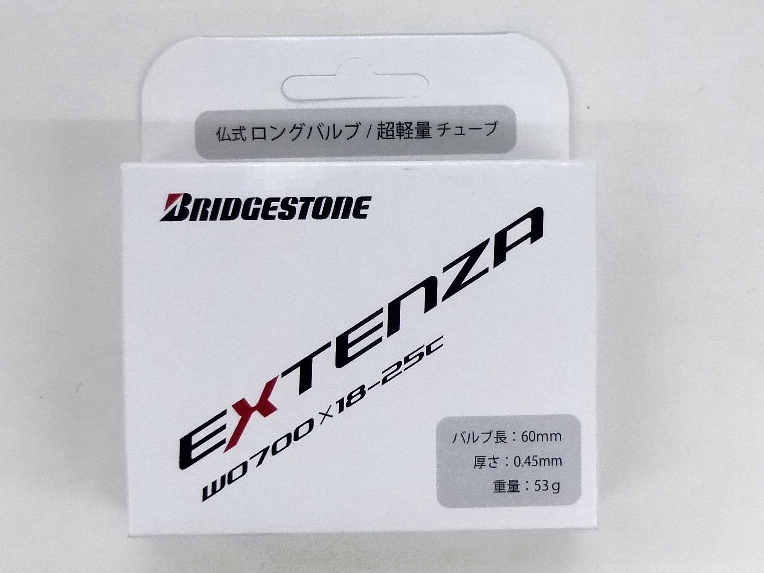 仏式 ロングバルブ / 超軽量 チューブ
BRIDGESTONE
EXTENZA
WO700×18-25C
バルブ長：60mm
厚さ：0.45mm
重量：53g